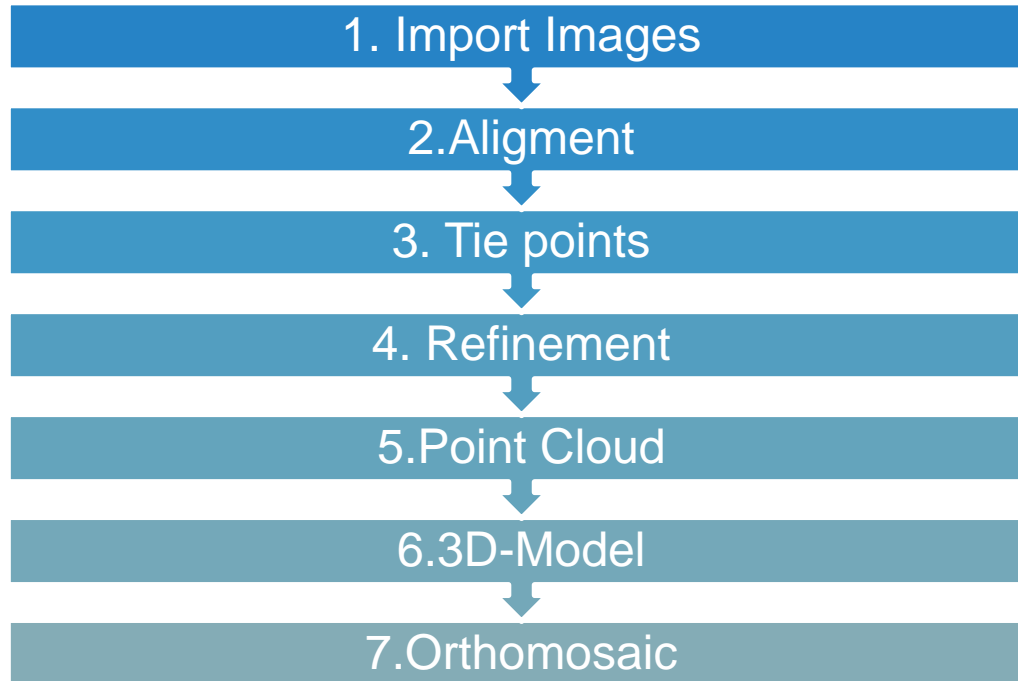 1. Import Images
2.Aligment
3. Tie points
4. Refinement
5.Point Cloud
6.3D-Model
7.Orthomosaic